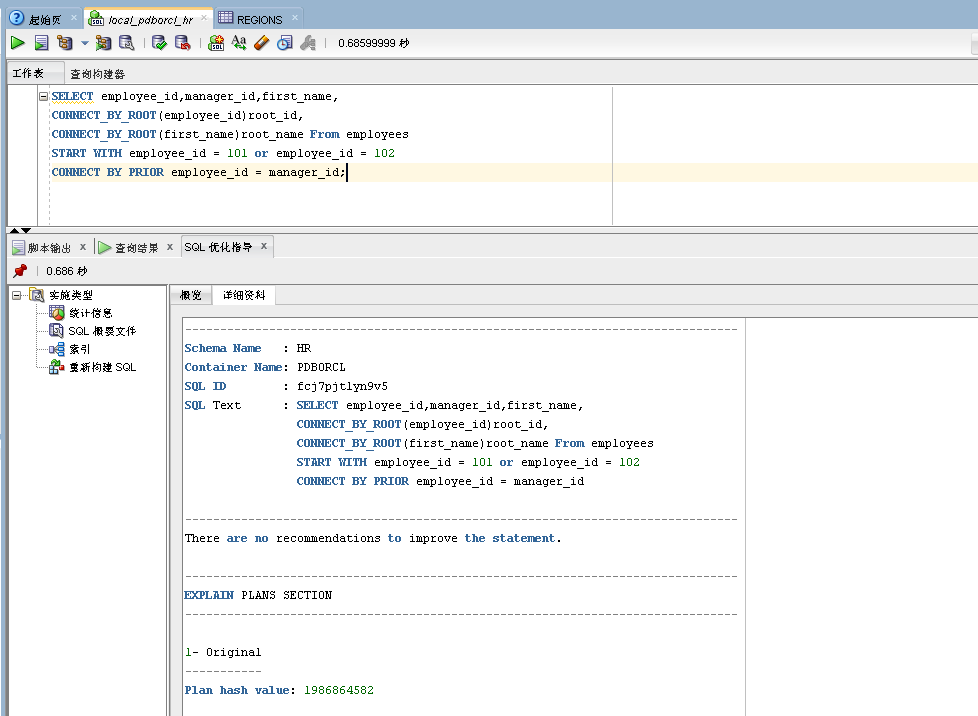 起始页 × local_pdborcl_hr × REGIONS ×
0.68599999 秒
工作表 查询构建器
SELECT employee_id,manager_id,first_name,
CONNECT_BY_ROOT(employee_id)root_id,
CONNECT_BY_ROOT(first_name)root_name From employees
START WITH employee_id = 101 or employee_id = 102
CONNECT BY PRIOR employee_id = manager_id;
脚本输出 × 查询结果 × SQL 优化指导 ×
0.686 秒
实施类型
统计信息
SQL 概要文件
索引
重新构建 SQL
概览 详细资料
-------------------------------------------------------------------------------
Schema Name   : HR
Container Name: PDBORCL
SQL ID        : fcj7pjtlyn9v5
SQL Text      : SELECT employee_id,manager_id,first_name,
CONNECT_BY_ROOT(employee_id)root_id,
CONNECT_BY_ROOT(first_name)root_name From employees
START WITH employee_id = 101 or employee_id = 102
CONNECT BY PRIOR employee_id = manager_id
-------------------------------------------------------------------------------
There are no recommendations to improve the statement.
-------------------------------------------------------------------------------
EXPLAIN PLANS SECTION
-------------------------------------------------------------------------------
1- Original
-----------
Plan hash value: 1986864582